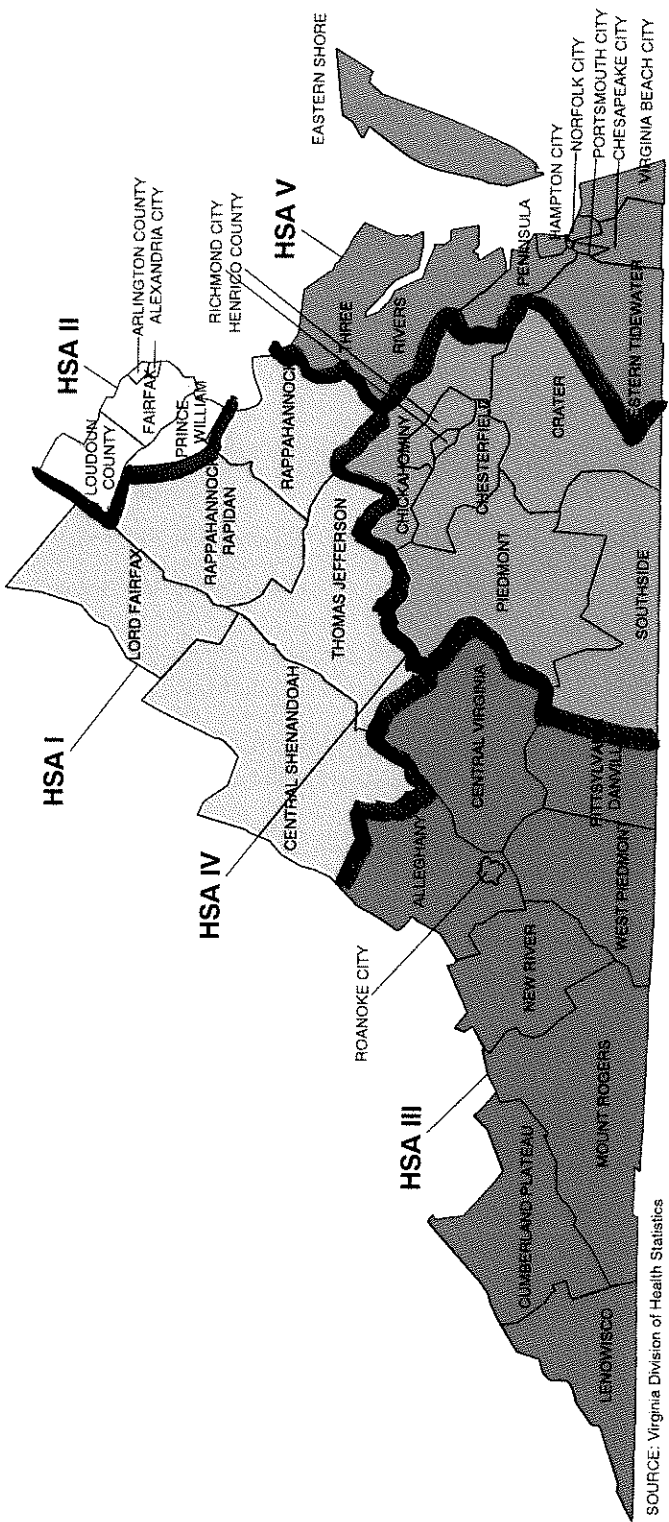 HSA I
HSA II
ARLINGTON COUNTY
ALEXANDRIA CITY
LOUDOUN
COUNTY
FAIRFAX
PRINCE
WILLIAM
LORD FAIRFAX
RAPPAHANNOCK
RAPIDAN
RAPPAHANNOCK
RICHMOND CITY
HENRICO COUNTY
HSA V
EASTERN SHORE
HSA IV
CENTRAL SHENANDOAH
THOMAS JEFFERSON
THREE
RIVERS
ROANOKE CITY
ALLEGHANY
CENTRAL VIRGINIA
CHICKAHOMINY
CHESTERFIELD
PIEDMONT
CRATER
PENINSULA
HAMPTON CITY
NORFOLK CITY
PORTSMOUTH CITY
CHESAPEAKE CITY
VIRGINIA BEACH CITY
HSA III
NEW RIVER
CUMBERLAND PLATEAU
MOUNT ROGERS
LENOWISCO
WEST PIEDMONT
PITTSYLVA
DANVILL
SOUTHSIDE
ESTERN TIDEWATER
SOURCE: Virginia Division of Health Statistics